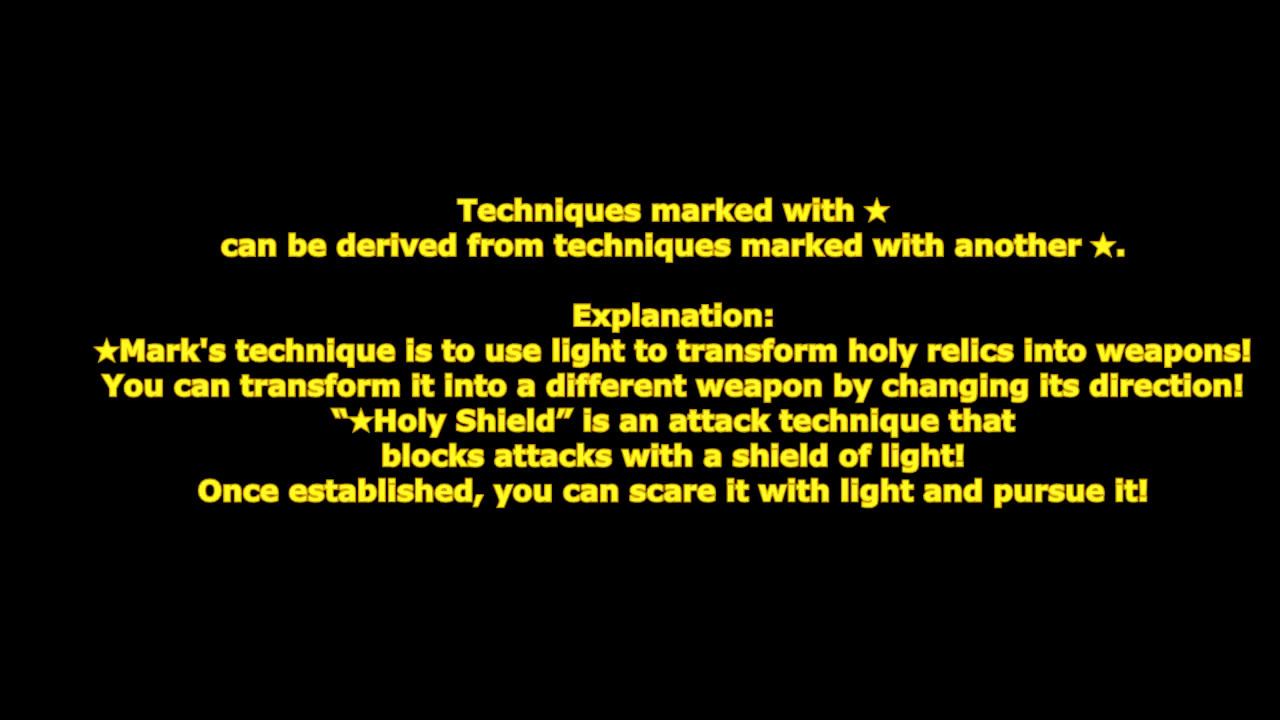 Techniques marked with ★
can be derived from techniques marked with another ★.
Explanation:
★Mark's technique is to use light to transform holy relics into weapons!
You can transform it into a different weapon by changing its direction!
“★Holy Shield” is an attack technique that
blocks attacks with a shield of light!
Once established, you can scare it with light and pursue it!